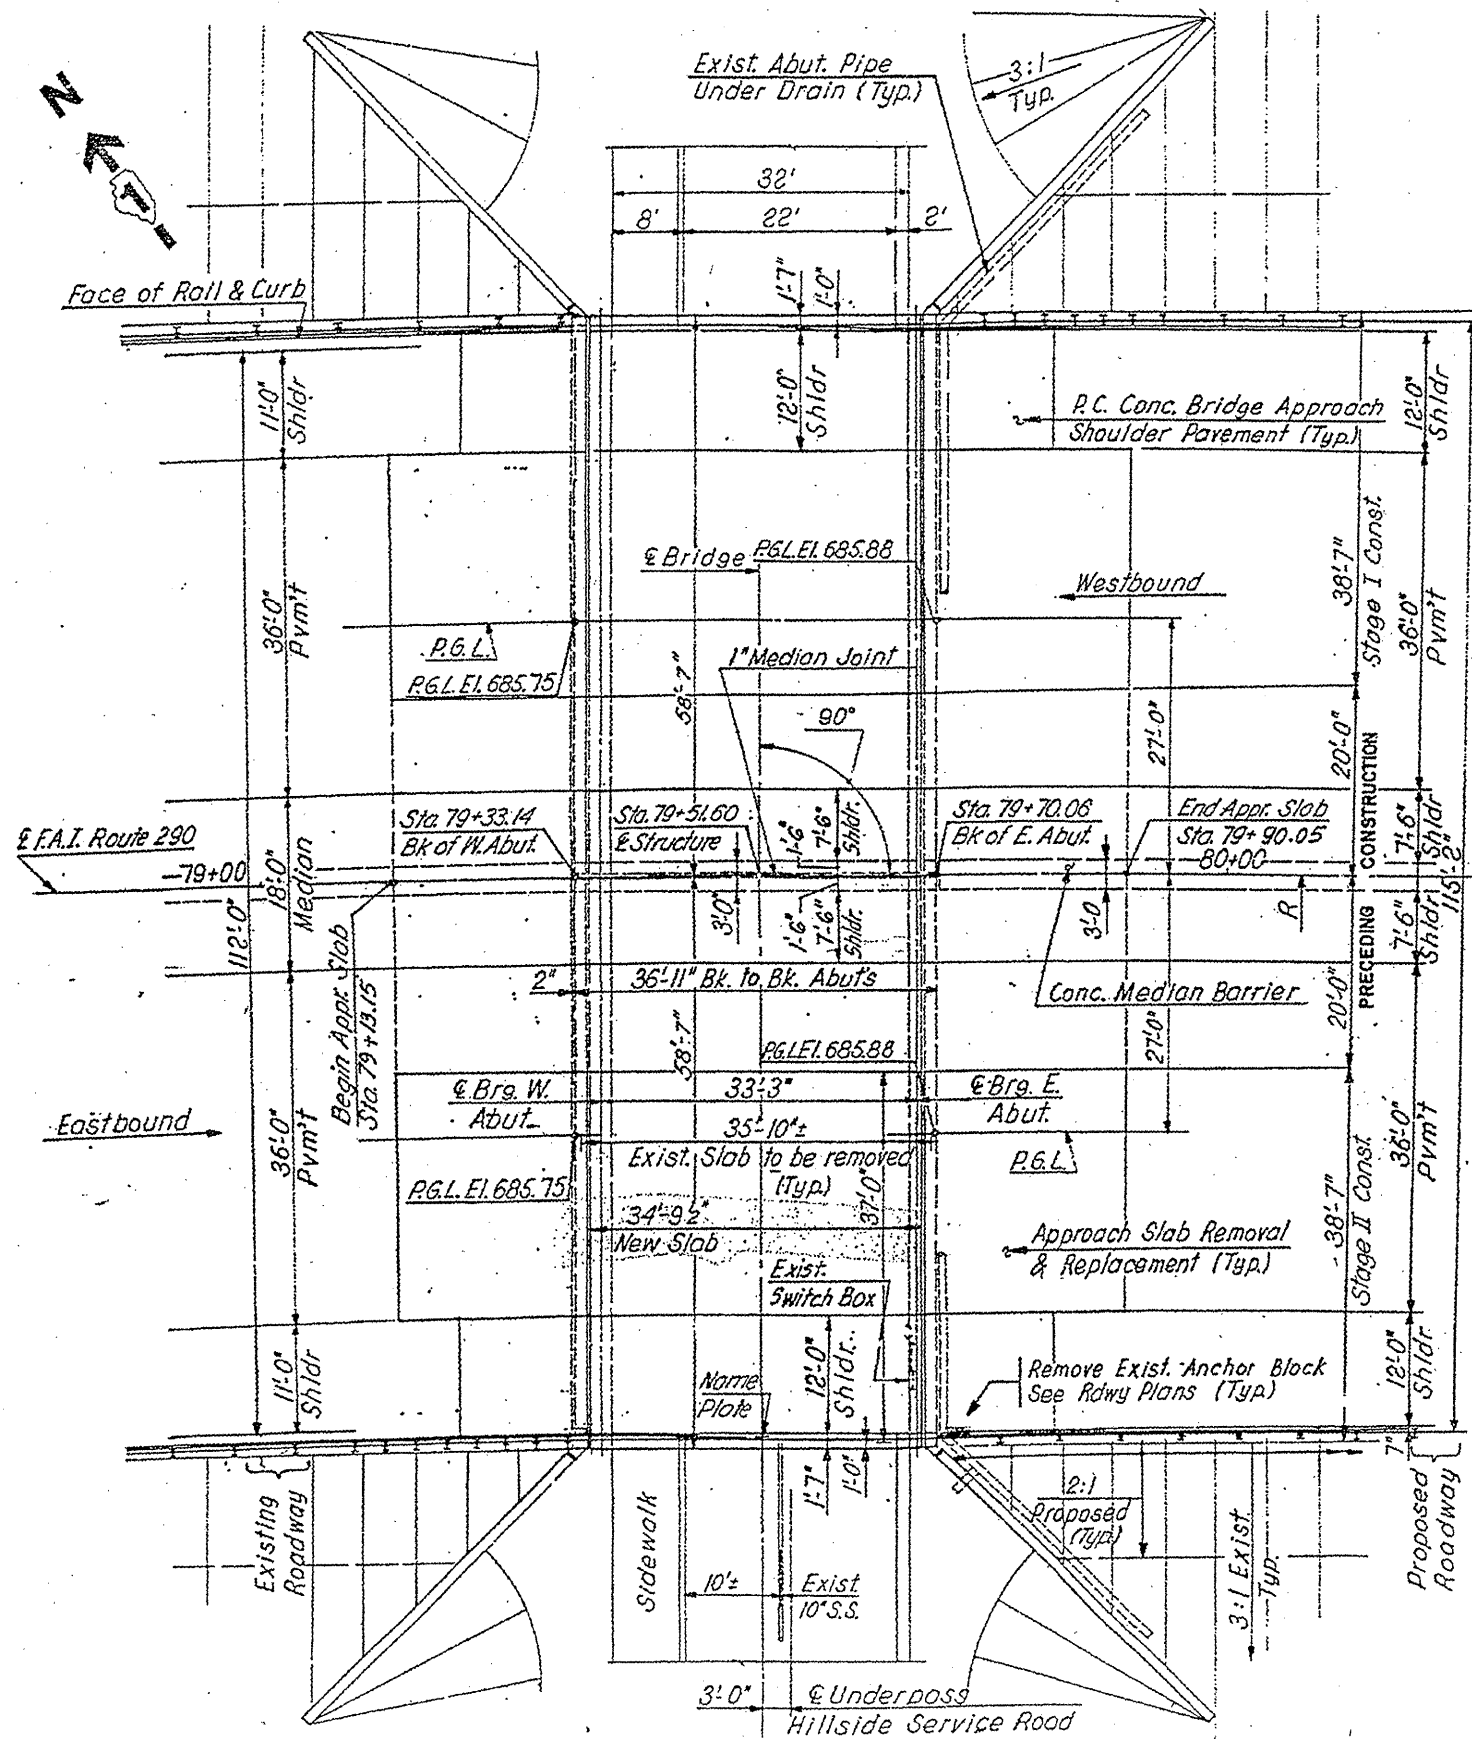 N
Exist. Abut. Pipe
Under Drain (Typ.)
3:1
Typ.
32'
8'
22'
2'
Face of Rail & Curb
1'-7"
1'-0"
11'-0"
Shldr
12'-0"
Shldr
P.C. Conc. Bridge Approach
Shoulder Pavement (Typ.)
12'-0"
Shldr
36'-0"
Pvm't
℄ Bridge
P.G.L. El. 685.88
Westbound
38'-7"
Stage I Const.
36'-0"
Pvm't
P.G.L.
P.G.L. El. 685.75
1" Median Joint
58'-7"
90°
27'-0"
20'-0"
℄ F.A.I. Route 290
79+00
18'-0"
Median
112'-0"
Sta. 79+33.14
Bk of W. Abut.
Sta. 79+51.60
℄ Structure
3'-0"
1'-6"
7'-6"
Shldr.
1'-6"
7'-6"
Shldr.
Sta. 79+70.06
Bk of E. Abut.
End Appr. Slab
Sta. 79+90.05
80+00
3'-0
R
PRECEDING CONSTRUCTION
7'-6"
Shldr
7'-6"
Shldr
115'-2"
Begin Appr. Slab
Sta. 79+13.15
2"
36'-11" Bk. to Bk. Abut's
Conc. Median Barrier
20'-0"
27'-0"
58'-7"
P.G.L El. 685.88
℄ Brg. W.
Abut.
33'-3"
℄ Brg. E.
Abut.
Eastbound
36'-0"
Pvm't
35'-10"±
Exist. Slab to be removed
(Typ.)
P.G.L.
P.G.L. El. 685.75
37'-0"
34'-9½"
New Slab
Approach Slab Removal
& Replacement (Typ.)
38'-7"
Stage II Const.
36'-0"
Pvm't
Exist.
Switch Box
11'-0"
Shldr
Name
Plate
12'-0"
Shldr.
Remove Exist. Anchor Block
See Rdwy Plans (Typ.)
12'-0"
Shldr
7"
1'-7"
1'-0"
Existing
Roadway
Sidewalk
10'±
Exist
10" S.S.
2:1
Proposed
(Typ.)
3:1 Exist
Typ.
Proposed
Roadway
3'-0"
℄ Underpass
Hillside Service Road